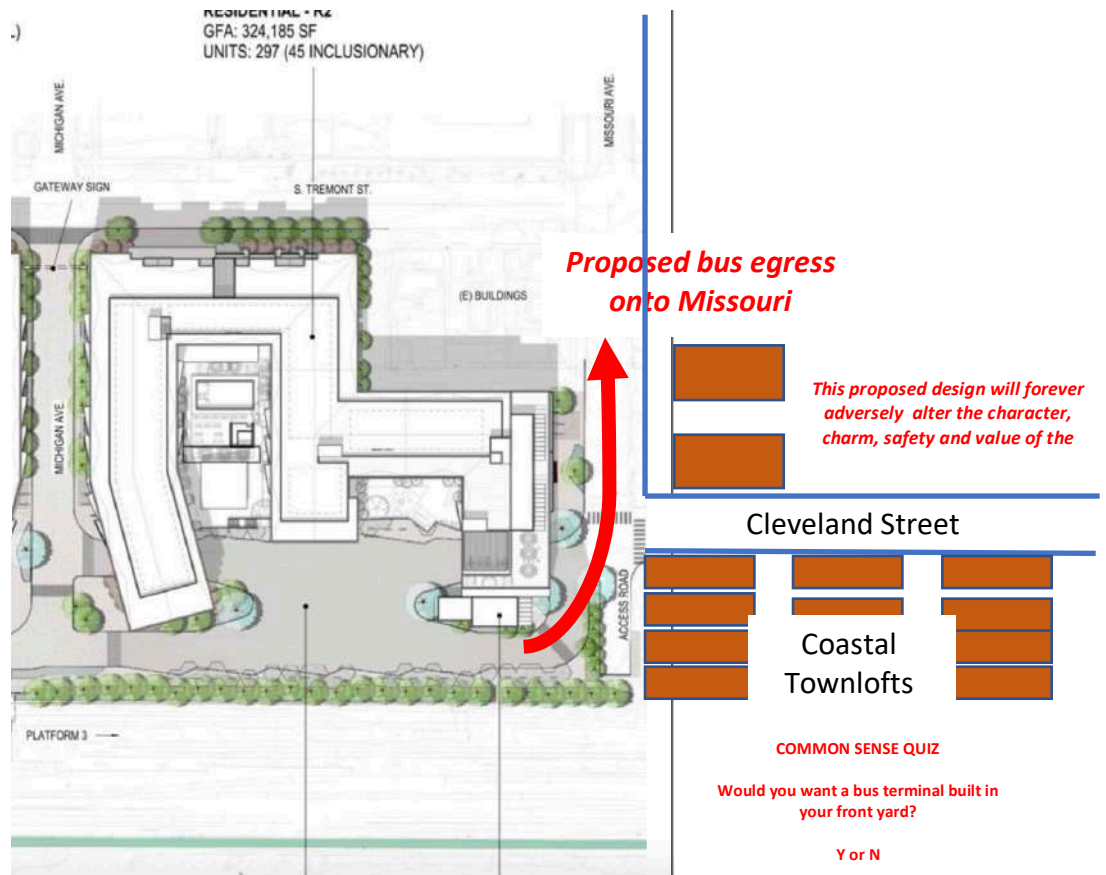 L)
RESIDENTIAL - R2
GFA: 324,185 SF
UNITS: 297 (45 INCLUSIONARY)
MICHIGAN AVE.
MISSOURI AVE.
GATEWAY SIGN
S. TREMONT ST.
Proposed bus egress
onto Missouri
(E) BUILDINGS
This proposed design will forever
adversely alter the character,
charm, safety and value of the
MICHIGAN AVE.
Cleveland Street
ACCESS ROAD
Coastal
Townlofts
PLATFORM 3
COMMON SENSE QUIZ
Would you want a bus terminal built in
your front yard?
Y or N